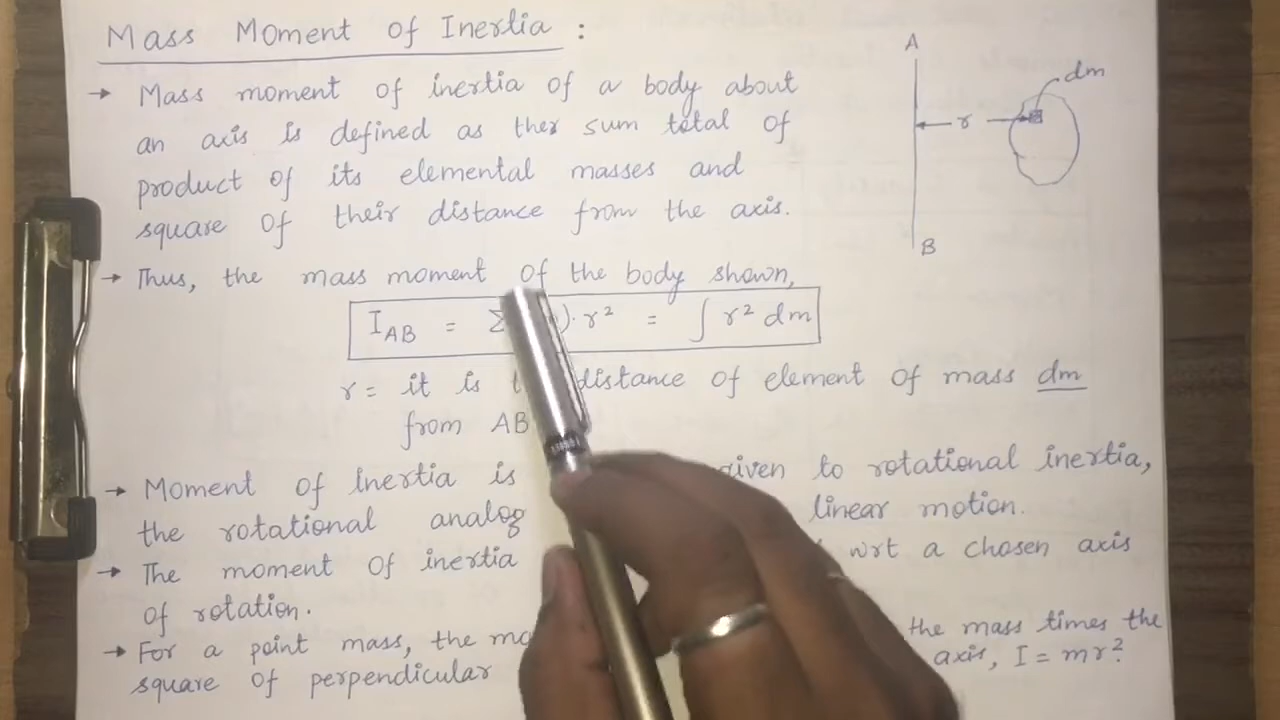 Mass Moment of Inertia :
→ Mass moment of inertia of a body about
an axis is defined as ther sum total of
product of its elemental masses and
square of their distance from the axis.
→ Thus, the mass moment of the body shown,
I_AB = Σ ). r² = ∫ r² dm
r = it is distance of element of mass dm
from AB
→ Moment of inertia is given to rotational inertia,
the rotational analog linear motion.
→ The moment of inertia wrt a chosen axis
of rotation.
→ For a point mass, the the mass times the
square of perpendicular axis, I = mr².
A
dm
r
B